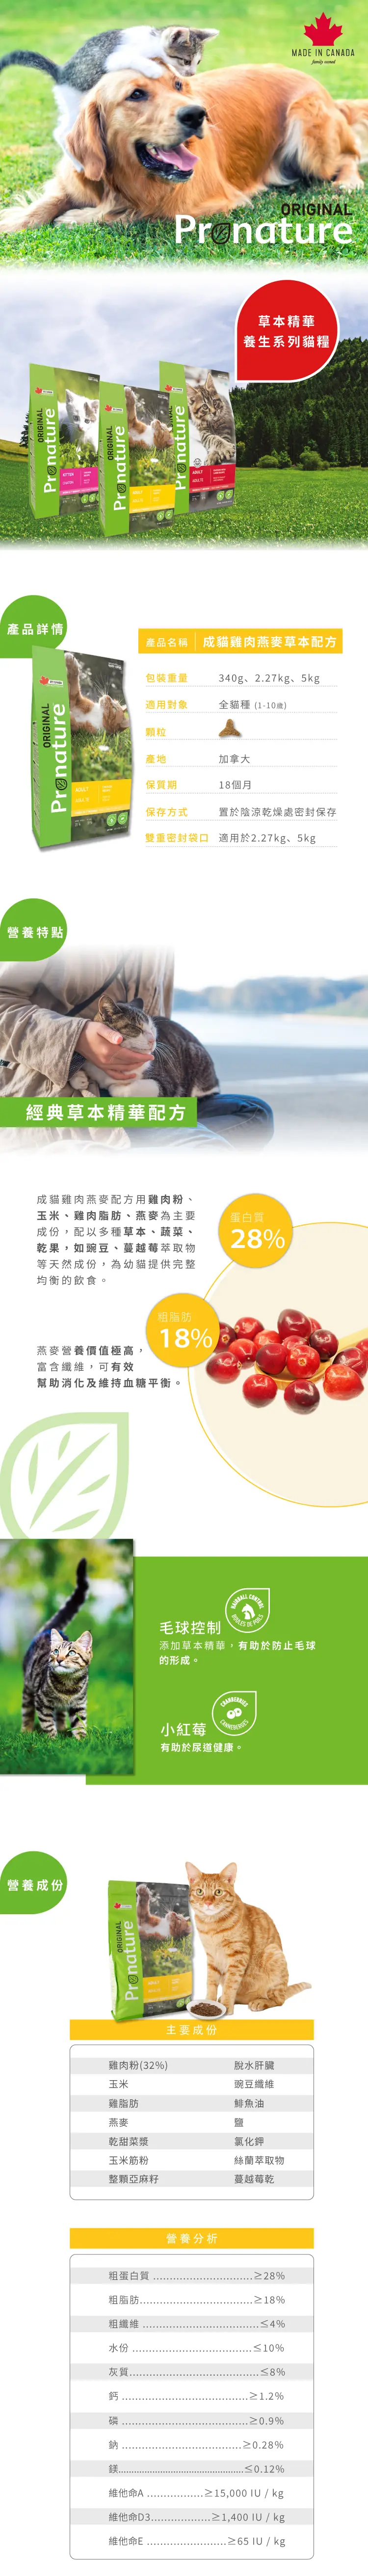 MADE IN CANADA
family owned
ORIGINAL
Pronature
草本精華
養生系列貓糧
ORIGINAL
Pronature
KITTEN
ORIGINAL
Pronature
ADULT
ORIGINAL
Pronature
ADULT
產品詳情
產品名稱 成貓雞肉燕麥草本配方
包裝重量 340g、2.27kg、5kg
適用對象 全貓種 (1-10歲)
顆粒
產地 加拿大
保質期 18個月
保存方式 置於陰涼乾燥處密封保存
雙重密封袋口 適用於2.27kg、5kg
ORIGINAL
Pronature
ADULT
營養特點
經典草本精華配方
成貓雞肉燕麥配方用雞肉粉、
玉米、雞肉脂肪、燕麥為主要
成份，配以多種草本、蔬菜、
乾果，如豌豆、蔓越莓萃取物
等天然成份，為幼貓提供完整
均衡的飲食。
蛋白質
28%
粗脂肪
18%
燕麥營養價值極高，
富含纖維，可有效
幫助消化及維持血糖平衡。
HAIRBALL CONTROL
BOULES DE POILS
毛球控制
添加草本精華，有助於防止毛球
的形成。
CRANBERRIES
CANNEBERGES
小紅莓
有助於尿道健康。
營養成份
ORIGINAL
Pronature
ADULT
主要成份
雞肉粉(32%) 脫水肝臟
玉米 豌豆纖維
雞脂肪 鯡魚油
燕麥 鹽
乾甜菜漿 氯化鉀
玉米筋粉 絲蘭萃取物
整顆亞麻籽 蔓越莓乾
營養分析
粗蛋白質 ..............................≥28%
粗脂肪..................................≥18%
粗纖維 ...................................≤4%
水份 ....................................≤10%
灰質.......................................≤8%
鈣 ......................................≥1.2%
磷 ......................................≥0.9%
鈉 ....................................≥0.28%
鎂................................................≤0.12%
維他命A .................≥15,000 IU / kg
維他命D3..................≥1,400 IU / kg
維他命E ........................≥65 IU / kg